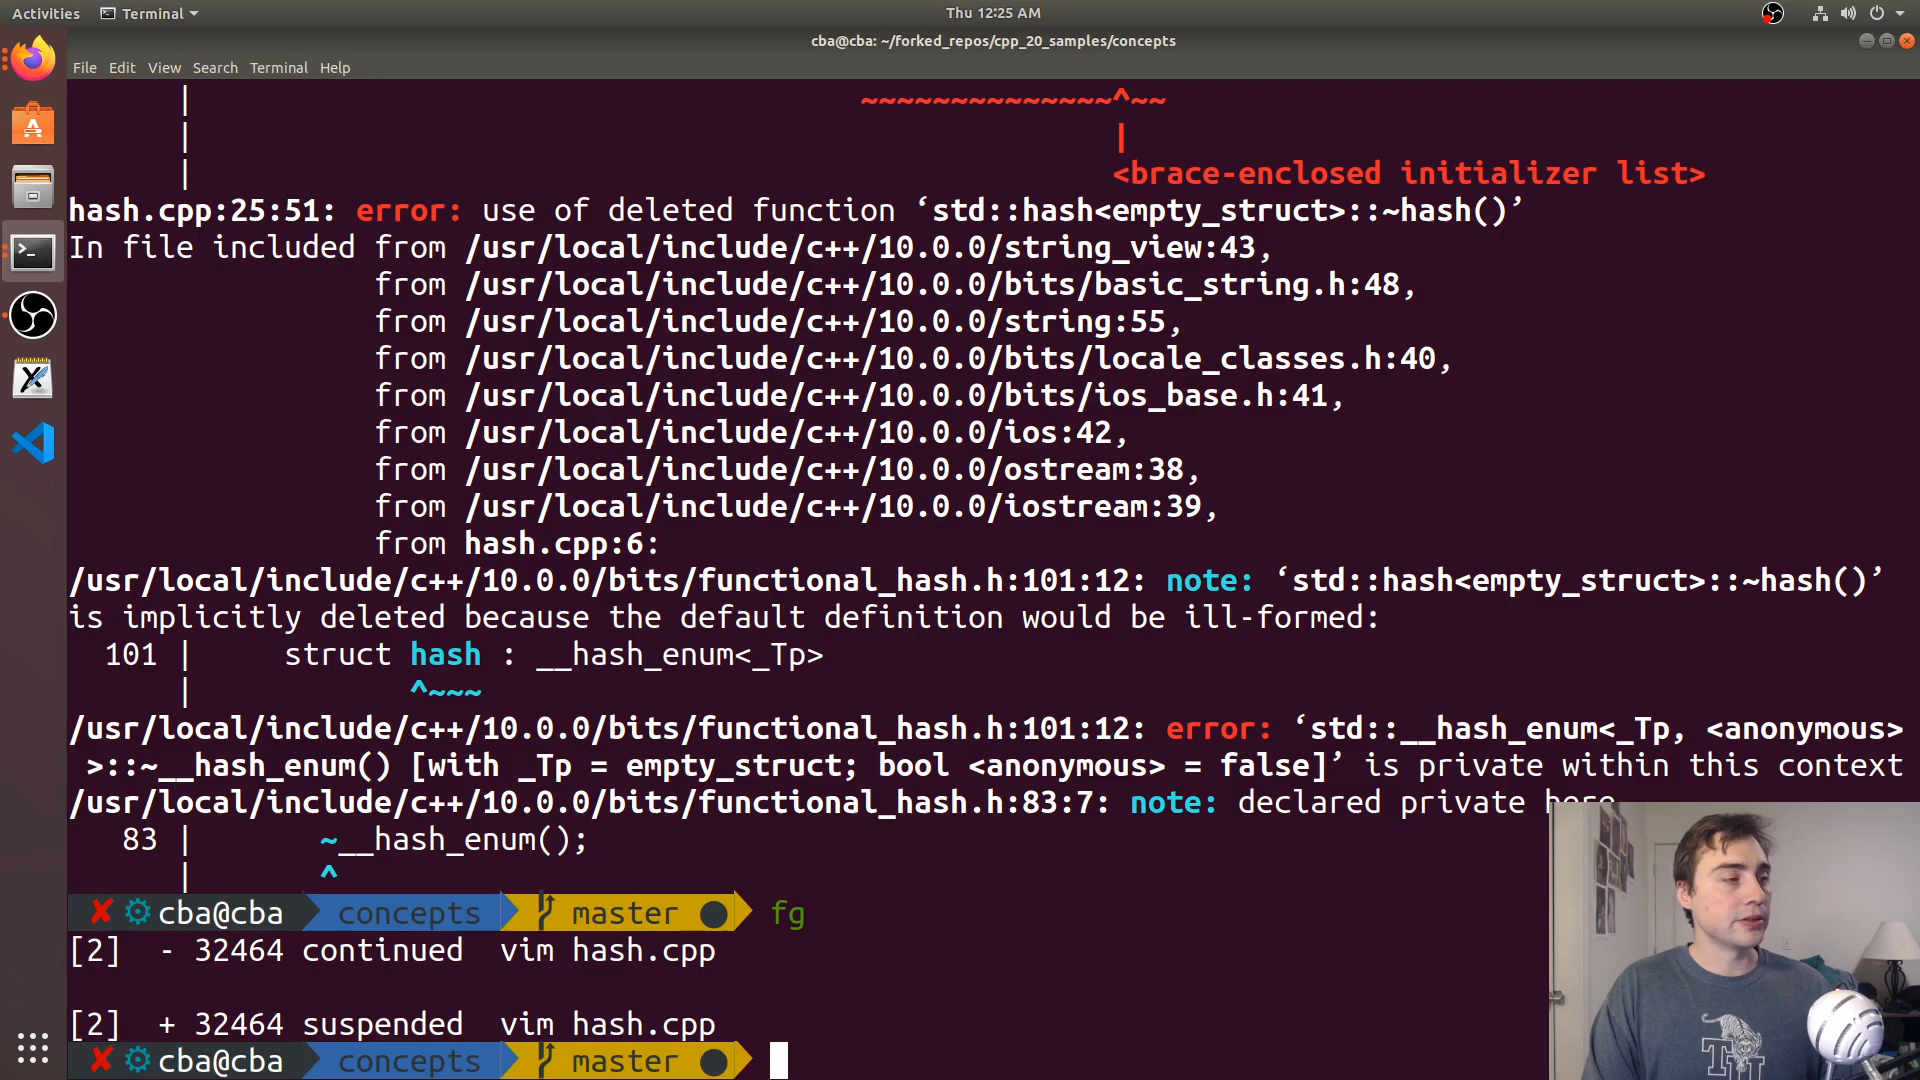 Activities Terminal Thu 12:25 AM
cba@cba: ~/forked_repos/cpp_20_samples/concepts
File Edit View Search Terminal Help
| ~~~~~~~~~~~~~~^~~
| |
| <brace-enclosed initializer list>
hash.cpp:25:51: error: use of deleted function ‘std::hash<empty_struct>::~hash()’
In file included from /usr/local/include/c++/10.0.0/string_view:43,
from /usr/local/include/c++/10.0.0/bits/basic_string.h:48,
from /usr/local/include/c++/10.0.0/string:55,
from /usr/local/include/c++/10.0.0/bits/locale_classes.h:40,
from /usr/local/include/c++/10.0.0/bits/ios_base.h:41,
from /usr/local/include/c++/10.0.0/ios:42,
from /usr/local/include/c++/10.0.0/ostream:38,
from /usr/local/include/c++/10.0.0/iostream:39,
from hash.cpp:6:
/usr/local/include/c++/10.0.0/bits/functional_hash.h:101:12: note: ‘std::hash<empty_struct>::~hash()’
is implicitly deleted because the default definition would be ill-formed:
101 | struct hash : __hash_enum<_Tp>
| ^~~~
/usr/local/include/c++/10.0.0/bits/functional_hash.h:101:12: error: ‘std::__hash_enum<_Tp, <anonymous>
>::~__hash_enum() [with _Tp = empty_struct; bool <anonymous> = false]’ is private within this context
/usr/local/include/c++/10.0.0/bits/functional_hash.h:83:7: note: declared private here
83 | ~__hash_enum();
| ^
✘ ⚙ cba@cba concepts master ● fg
[2] - 32464 continued vim hash.cpp
[2] + 32464 suspended vim hash.cpp
✘ ⚙ cba@cba concepts master ●